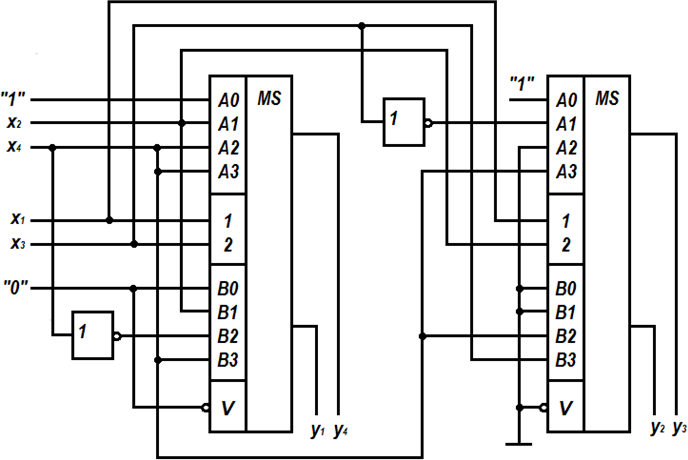 "1" A0 MS "1" A0 MS
x₂ A1 1 A1
x₄ A2 A2
A3 A3
x₁ 1 1
x₃ 2 2
"0" B0 B0
B1 B1
1 B2 B2
B3 B3
V V
y₁ y₄ y₂ y₃